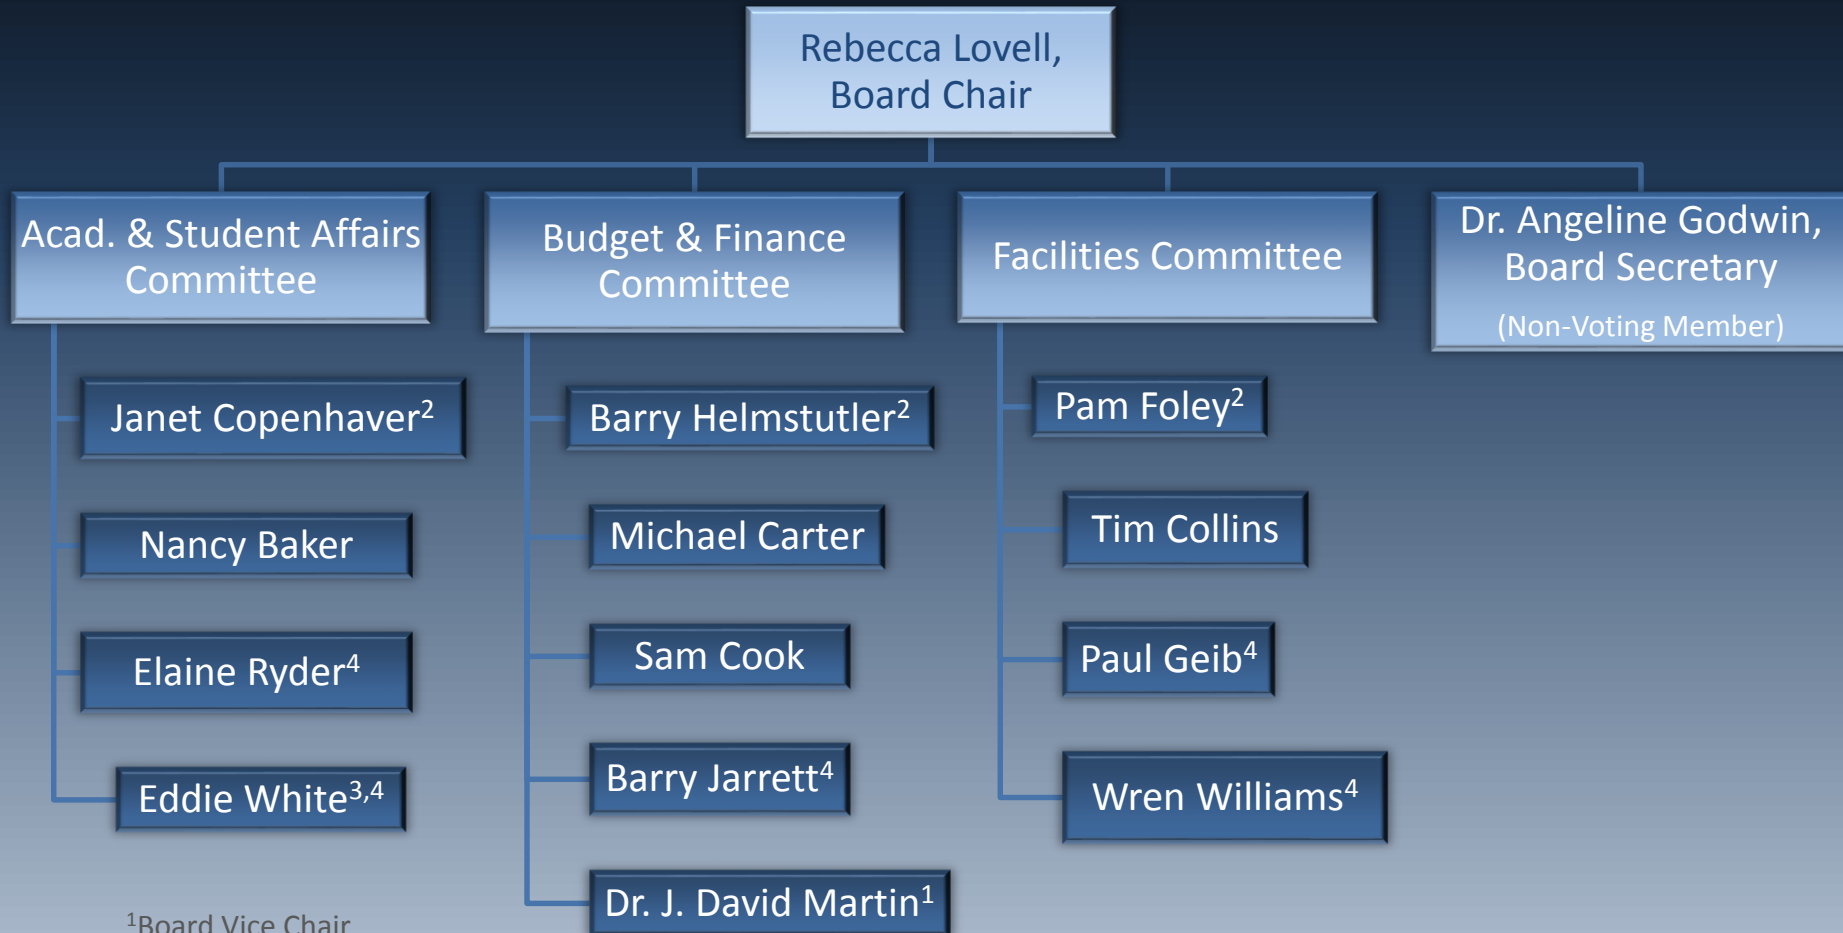 Rebecca Lovell,
Board Chair
Acad. & Student Affairs
Committee
Janet Copenhaver²
Nancy Baker
Elaine Ryder⁴
Eddie White³,⁴
Budget & Finance
Committee
Barry Helmstutler²
Michael Carter
Sam Cook
Barry Jarrett⁴
Dr. J. David Martin¹
Facilities Committee
Pam Foley²
Tim Collins
Paul Geib⁴
Wren Williams⁴
Dr. Angeline Godwin,
Board Secretary
(Non-Voting Member)
¹Board Vice Chair